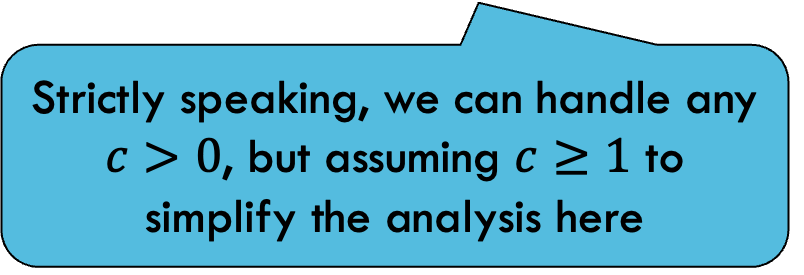 Strictly speaking, we can handle any
c > 0, but assuming c ≥ 1 to
simplify the analysis here